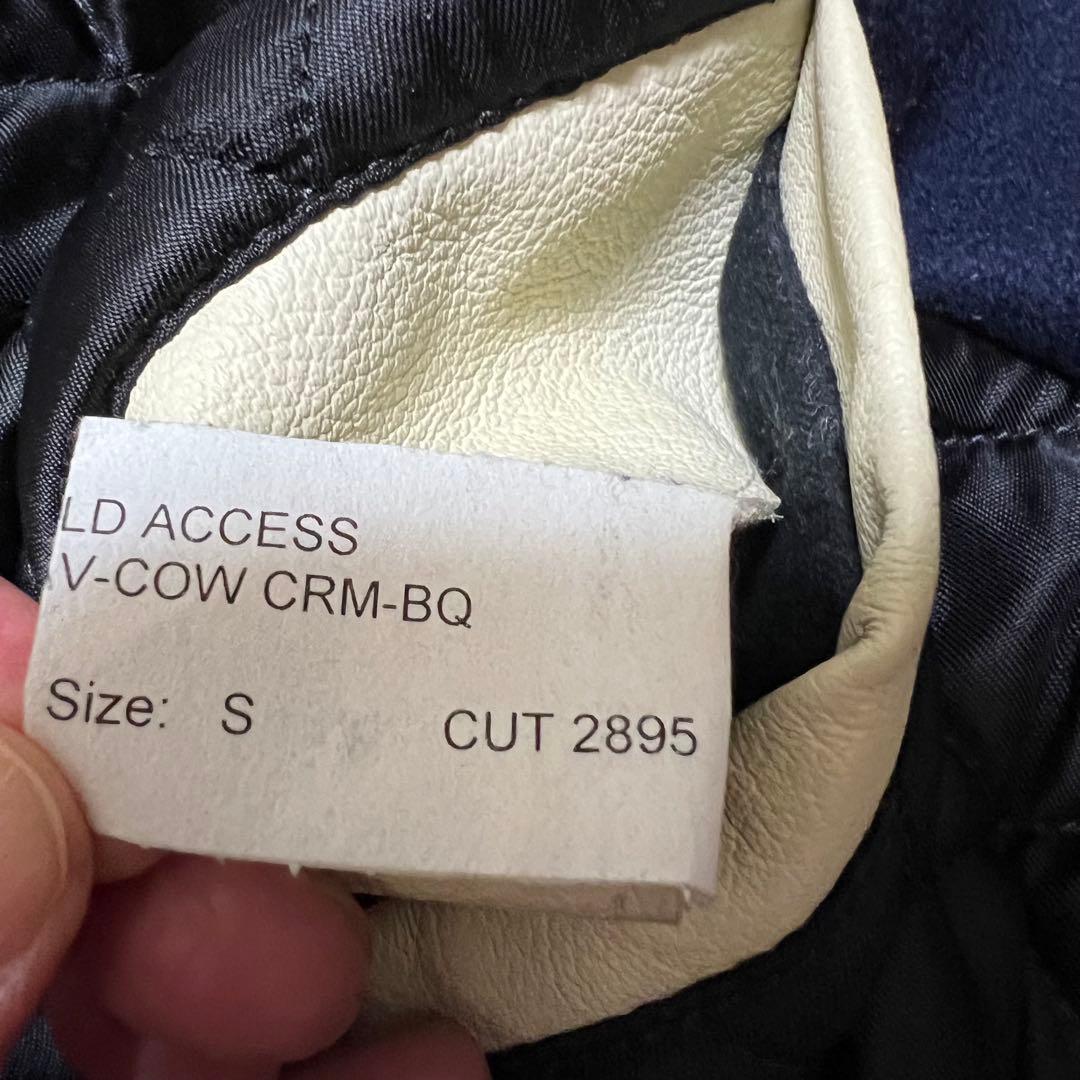 LD ACCESS
V-COW CRM-BQ
Size: S CUT 2895